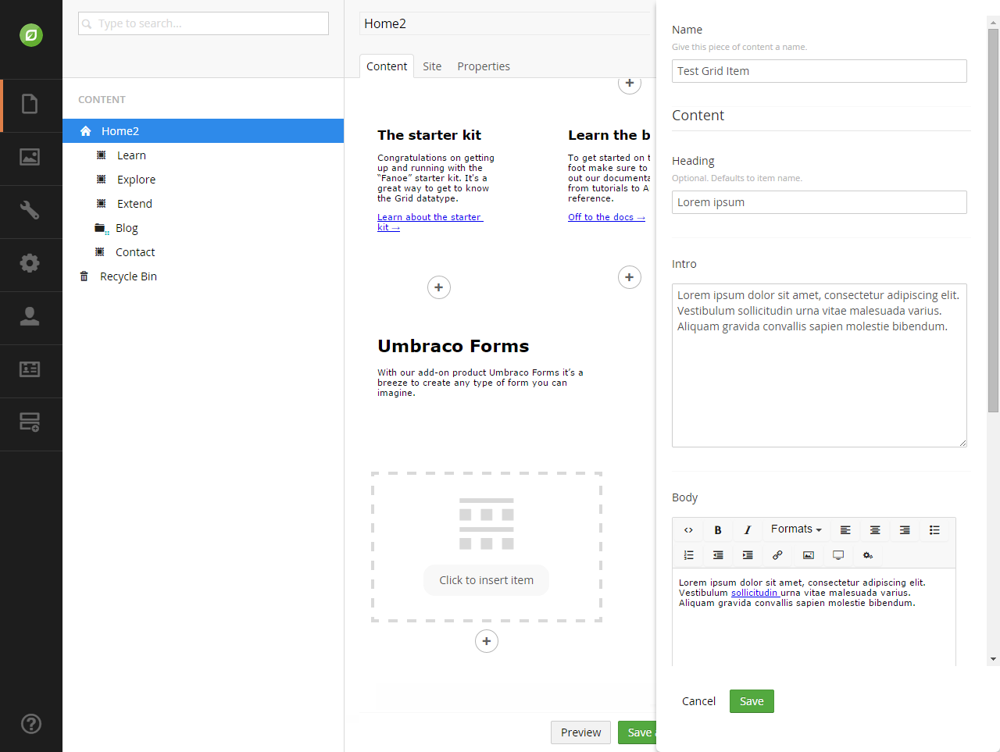 Type to search...
CONTENT
Home2
Learn
Explore
Extend
Blog
Contact
Recycle Bin
Home2
Content Site Properties
The starter kit
Congratulations on getting
up and running with the
“Fanoe” starter kit. It's a
great way to get to know
the Grid datatype.
Learn about the starter
kit →
Learn the b
To get started on t
foot make sure to
out our documenta
from tutorials to A
reference.
Off to the docs →
Umbraco Forms
With our add-on product Umbraco Forms it’s a
breeze to create any type of form you can
imagine.
Click to insert item
Preview Save
Name
Give this piece of content a name.
Test Grid Item
Content
Heading
Optional. Defaults to item name.
Lorem ipsum
Intro
Lorem ipsum dolor sit amet, consectetur adipiscing elit.
Vestibulum sollicitudin urna vitae malesuada varius.
Aliquam gravida convallis sapien molestie bibendum.
Body
Formats
Lorem ipsum dolor sit amet, consectetur adipiscing elit.
Vestibulum sollicitudin urna vitae malesuada varius.
Aliquam gravida convallis sapien molestie bibendum.
Cancel Save